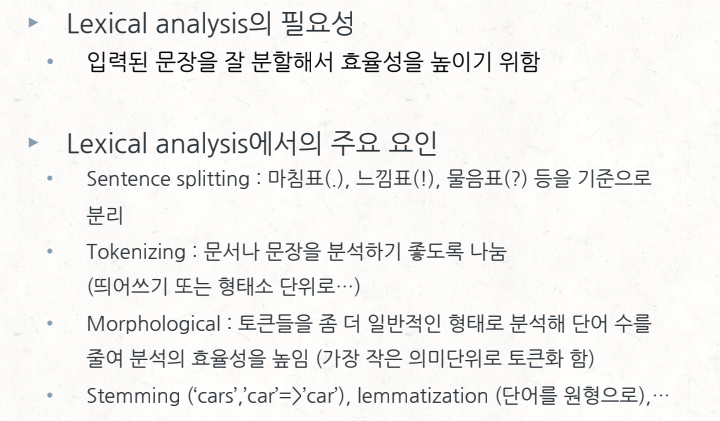 ▸ Lexical analysis의 필요성
• 입력된 문장을 잘 분할해서 효율성을 높이기 위함
▸ Lexical analysis에서의 주요 요인
• Sentence splitting : 마침표(.), 느낌표(!), 물음표(?) 등을 기준으로
분리
• Tokenizing : 문서나 문장을 분석하기 좋도록 나눔
(띄어쓰기 또는 형태소 단위로…)
• Morphological : 토큰들을 좀 더 일반적인 형태로 분석해 단어 수를
줄여 분석의 효율성을 높임 (가장 작은 의미단위로 토큰화 함)
• Stemming (‘cars’,’car’=>’car’), lemmatization (단어를 원형으로),…